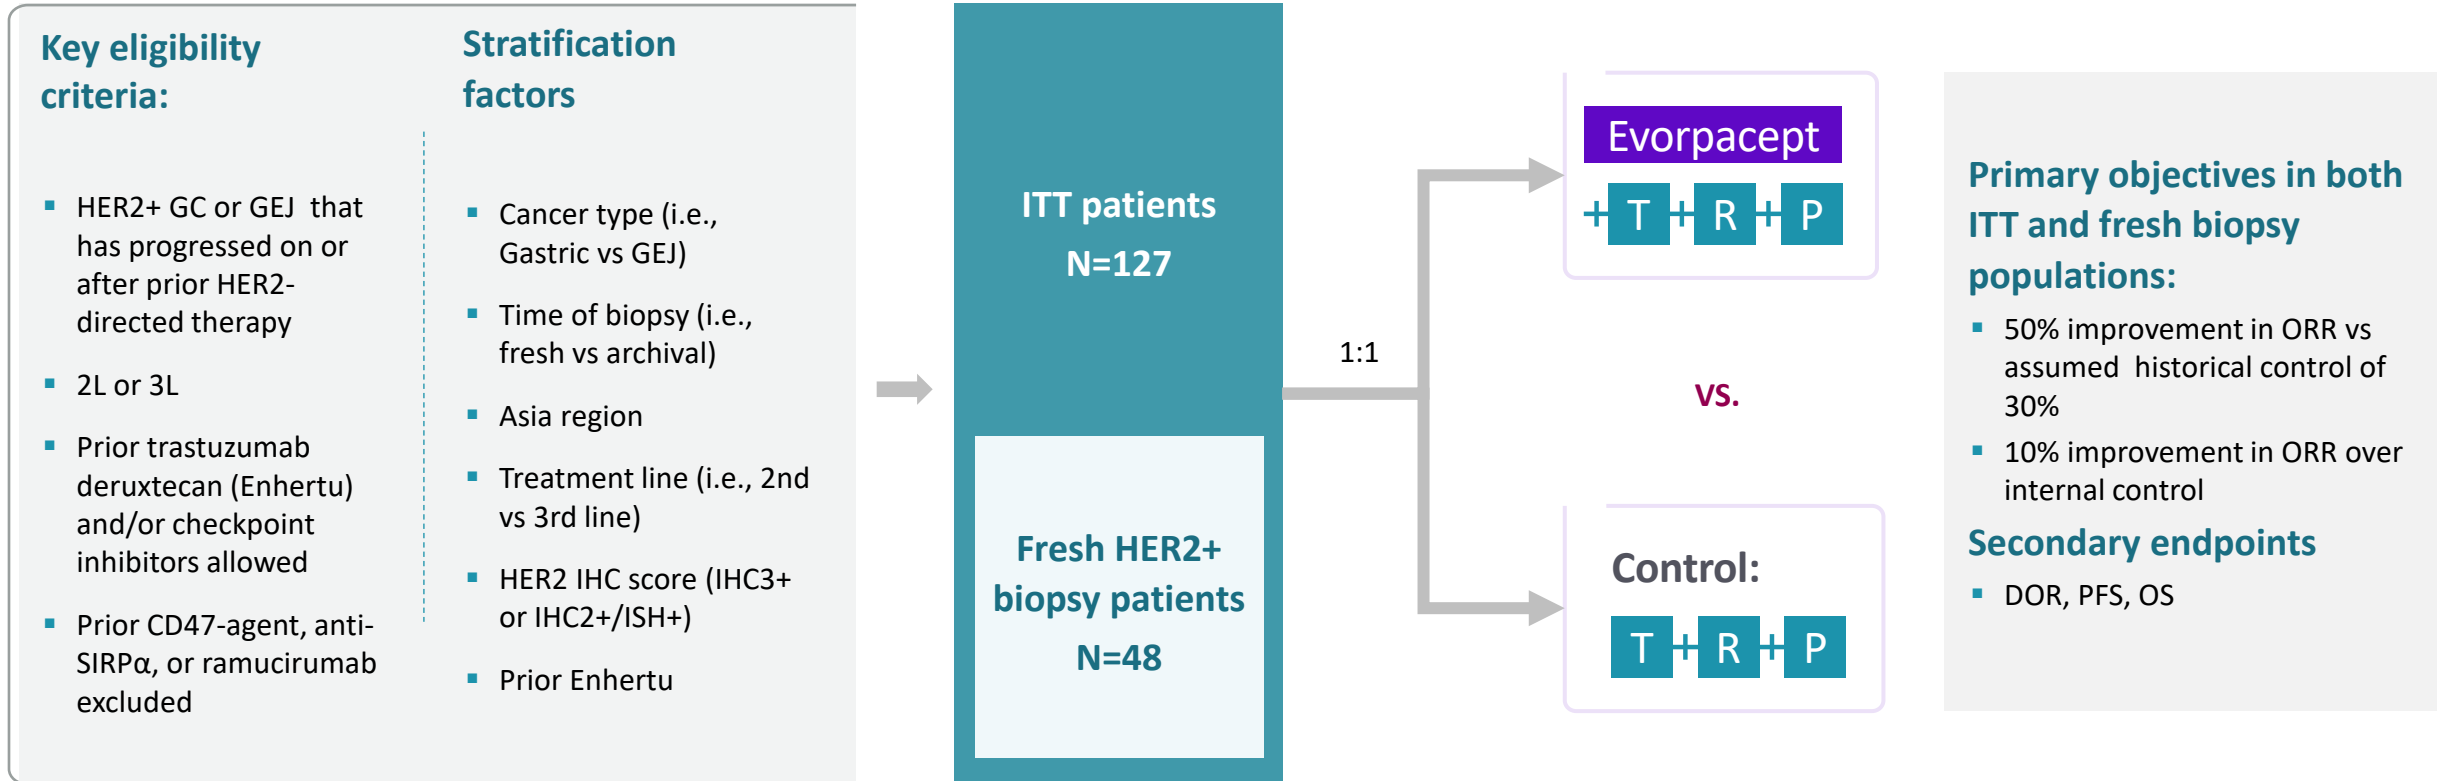 Key eligibility
criteria:
▪ HER2+ GC or GEJ that
has progressed on or
after prior HER2-
directed therapy
▪ 2L or 3L
▪ Prior trastuzumab
deruxtecan (Enhertu)
and/or checkpoint
inhibitors allowed
▪ Prior CD47-agent, anti-
SIRPα, or ramucirumab
excluded
Stratification
factors
▪ Cancer type (i.e.,
Gastric vs GEJ)
▪ Time of biopsy (i.e.,
fresh vs archival)
▪ Asia region
▪ Treatment line (i.e., 2nd
vs 3rd line)
▪ HER2 IHC score (IHC3+
or IHC2+/ISH+)
▪ Prior Enhertu
ITT patients
N=127
Fresh HER2+
biopsy patients
N=48
1:1
Evorpacept
+ T + R + P
VS.
Control:
T + R + P
Primary objectives in both
ITT and fresh biopsy
populations:
▪ 50% improvement in ORR vs
assumed historical control of
30%
▪ 10% improvement in ORR over
internal control
Secondary endpoints
▪ DOR, PFS, OS